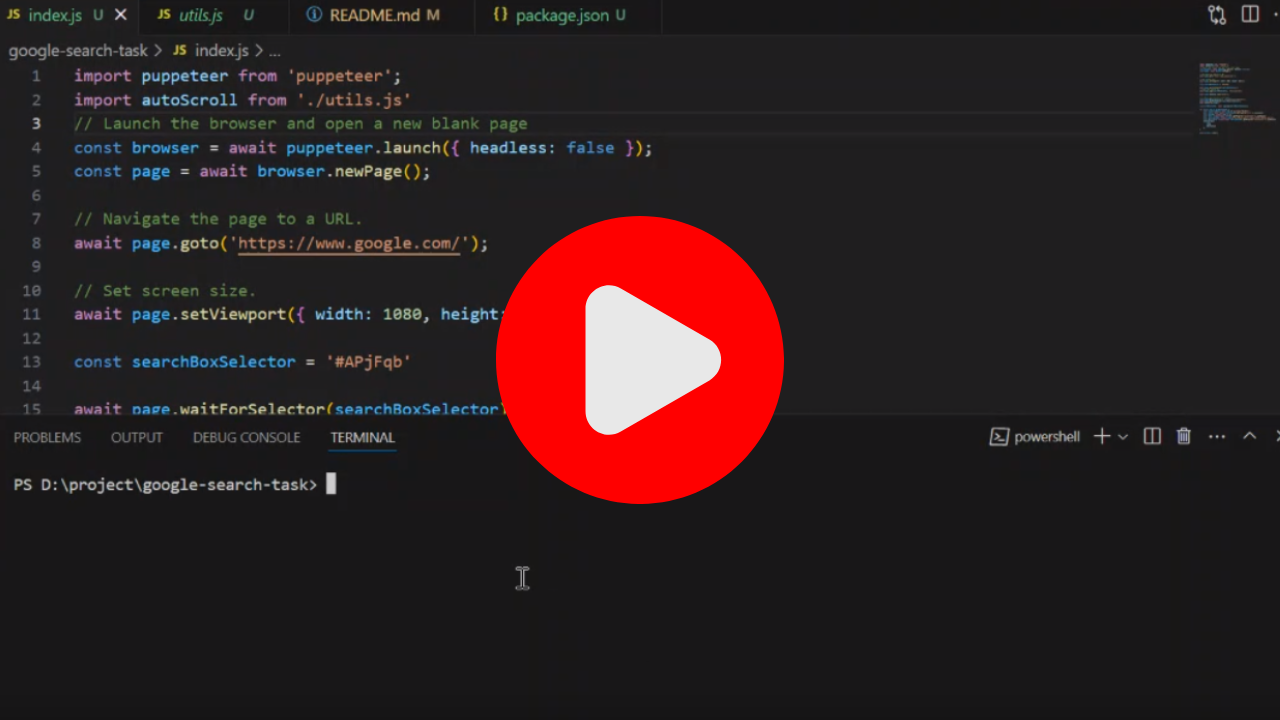 JS index.js U × JS utils.js U README.md M {} package.json U
google-search-task > JS index.js > ...
1 import puppeteer from 'puppeteer';
2 import autoScroll from './utils.js'
3 // Launch the browser and open a new blank page
4 const browser = await puppeteer.launch({ headless: false });
5 const page = await browser.newPage();
6
7 // Navigate the page to a URL.
8 await page.goto('https://www.google.com/');
9
10 // Set screen size.
11 await page.setViewport({ width: 1080, height:
12
13 const searchBoxSelector = '#APjFqb'
14
15 await page.waitForSelector(searchBoxSelector)
PROBLEMS OUTPUT DEBUG CONSOLE TERMINAL powershell
PS D:\project\google-search-task>